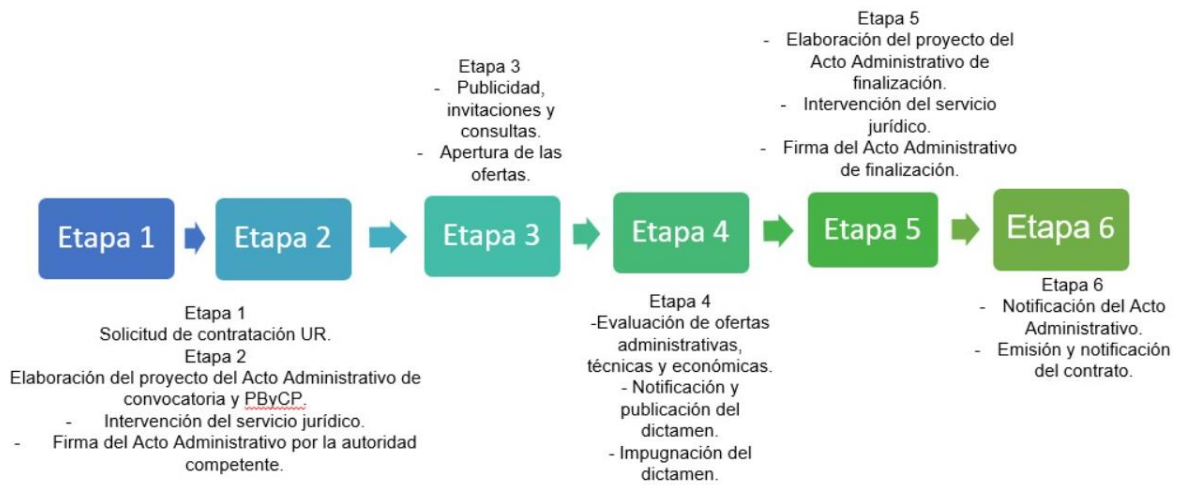 Etapa 5
- Elaboración del proyecto del
Acto Administrativo de
finalización.
- Intervención del servicio
jurídico.
- Firma del Acto Administrativo
de finalización.
Etapa 3
- Publicidad,
invitaciones y
consultas.
- Apertura de las
ofertas.
Etapa 1
Etapa 2
Etapa 3
Etapa 4
Etapa 5
Etapa 6
Etapa 1
Solicitud de contratación UR.
Etapa 2
Elaboración del proyecto del Acto Administrativo de
convocatoria y PByCP.
- Intervención del servicio jurídico.
- Firma del Acto Administrativo por la autoridad
competente.
Etapa 4
-Evaluación de ofertas
administrativas,
técnicas y económicas.
- Notificación y
publicación del
dictamen.
- Impugnación del
dictamen.
Etapa 6
- Notificación del Acto
Administrativo.
- Emisión y notificación
del contrato.